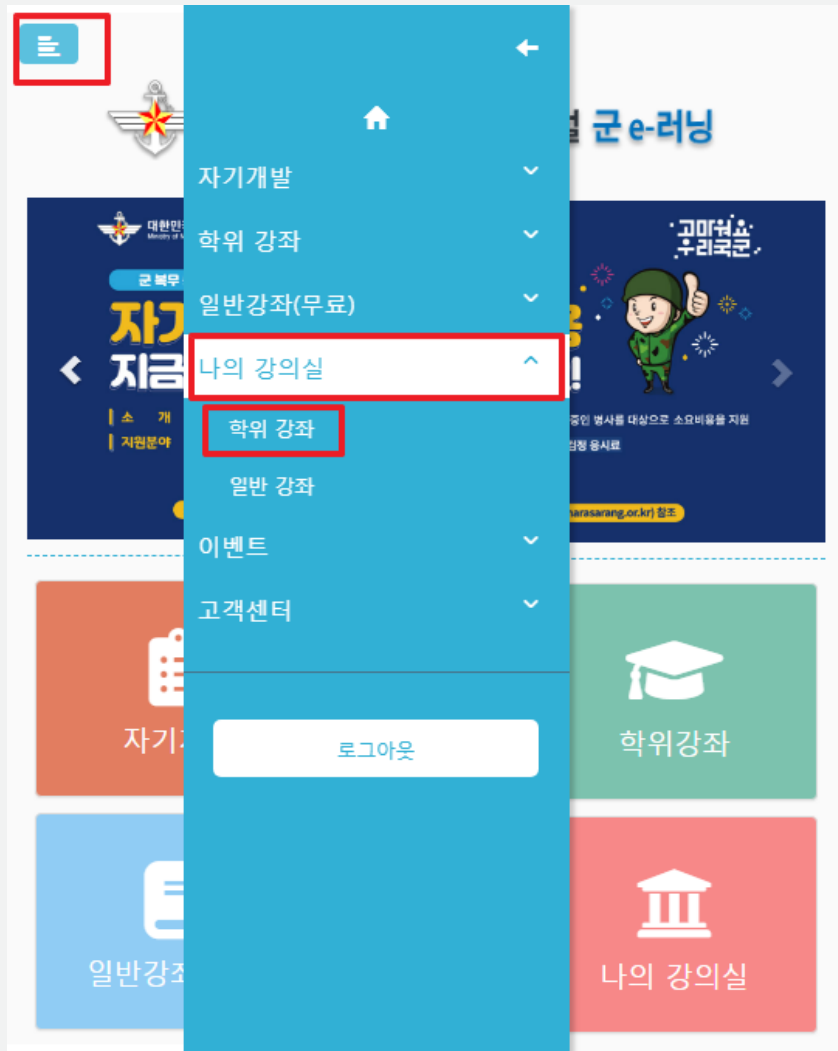 군 e-러닝
자기개발
학위 강좌
일반강좌(무료)
나의 강의실
학위 강좌
일반 강좌
이벤트
고객센터
로그아웃
대한민
군 복무
지금
소 개
지원분야
고마워요
우리국군
중인 병사를 대상으로 소요비용을 지원
응시료
narasarang.or.kr) 참조
자기
학위강좌
일반강
나의 강의실